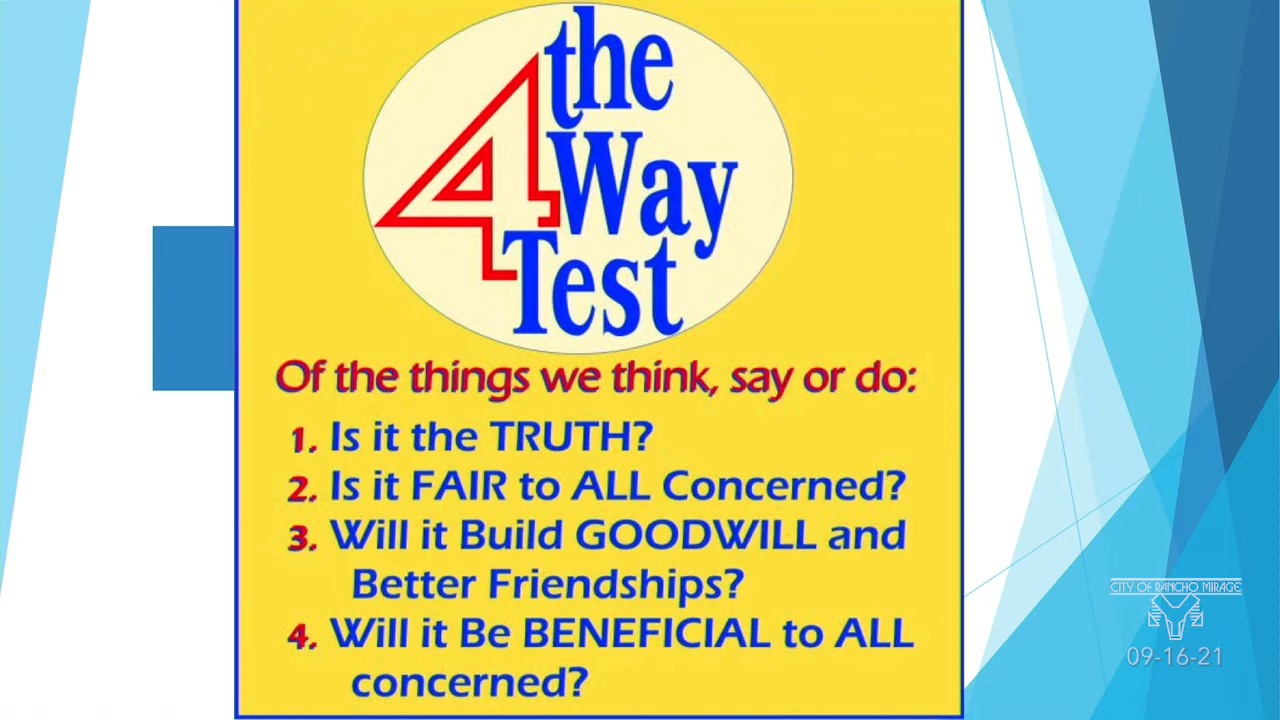 the
4 Way
Test
Of the things we think, say or do:
1. Is it the TRUTH?
2. Is it FAIR to ALL Concerned?
3. Will it Build GOODWILL and
Better Friendships?
4. Will it Be BENEFICIAL to ALL
concerned?
CITY OF RANCHO MIRAGE
09-16-21